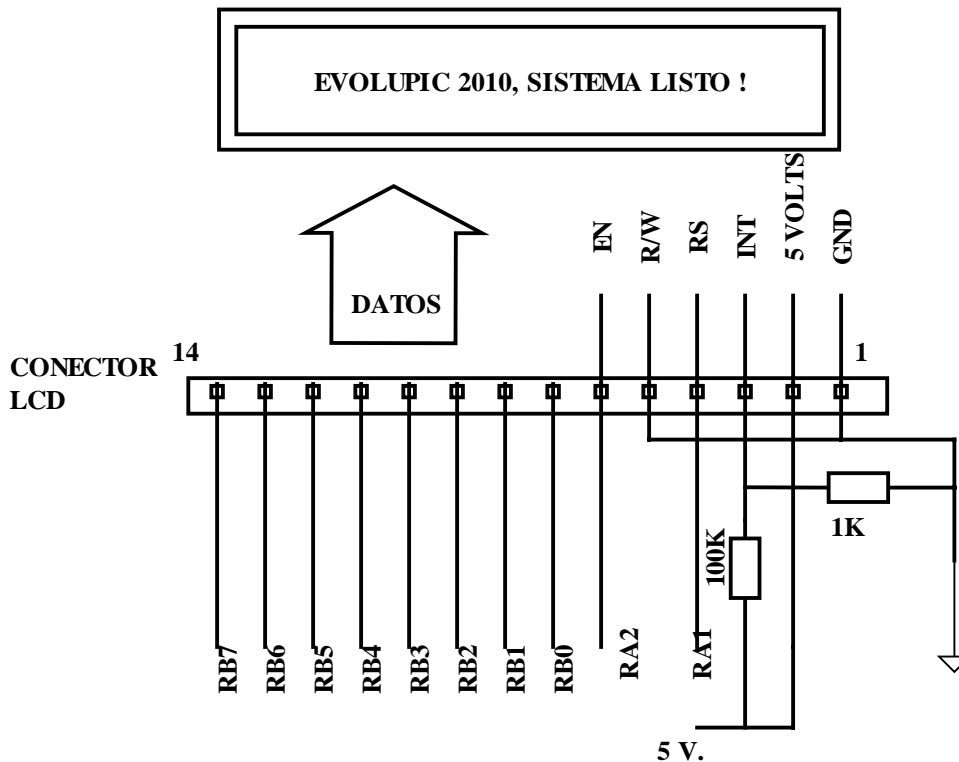 EVOLUPIC 2010, SISTEMA LISTO !
DATOS
EN
R/W
RS
INT
5 VOLTS
GND
CONECTOR
LCD
14
1
1K
100K
RB7
RB6
RB5
RB4
RB3
RB2
RB1
RB0
RA2
RA1
5 V.